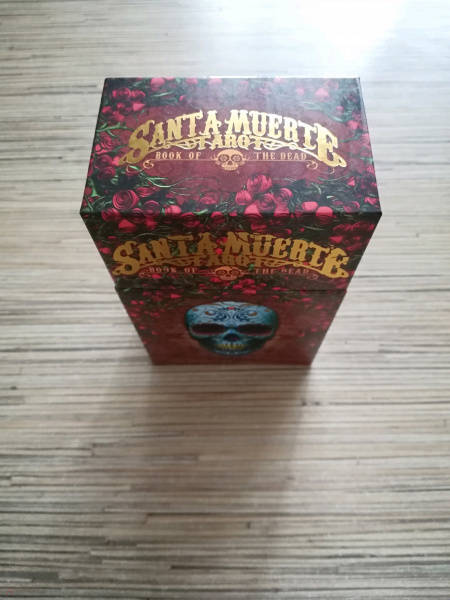 SANTA MUERTE
TAROT
BOOK OF THE DEAD
SANTA MUERTE
TAROT
BOOK OF THE DEAD